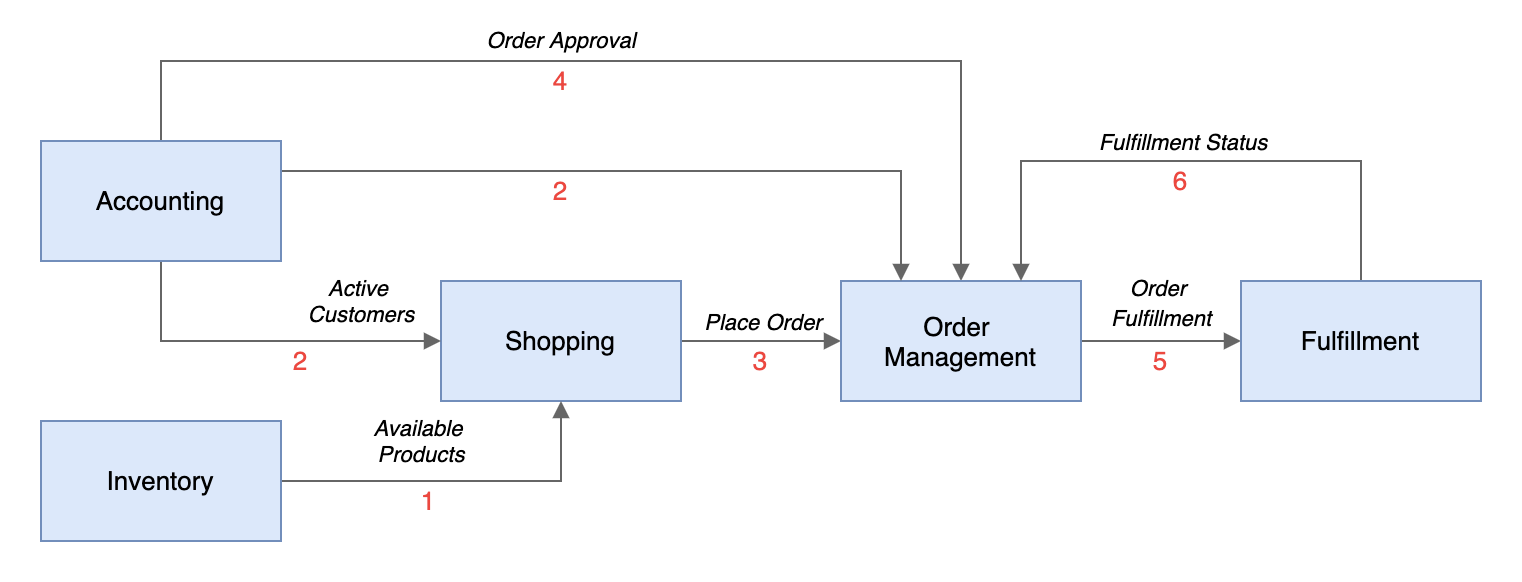 Order Approval
4
Fulfillment Status
6
Accounting
2
Active
Customers
2
Shopping
Place Order
3
Order
Management
Order
Fulfillment
5
Fulfillment
Available
Products
1
Inventory